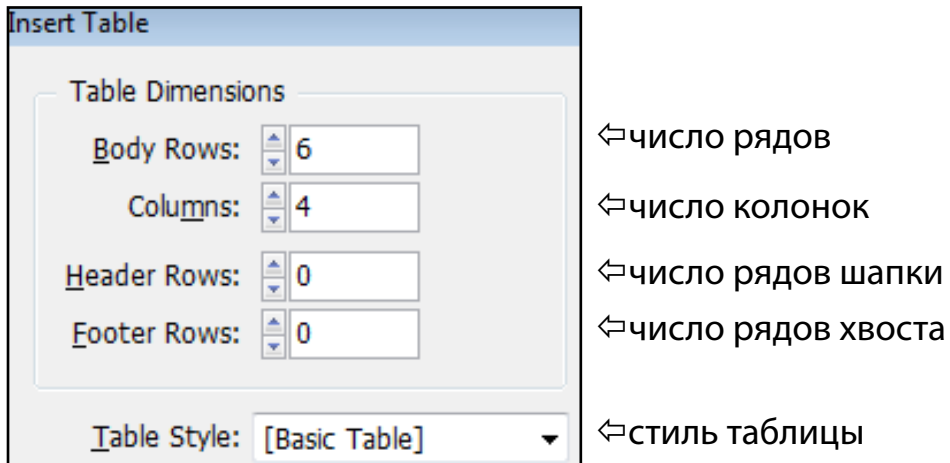 Insert Table
Table Dimensions
Body Rows: 6 ⇦число рядов
Columns: 4 ⇦число колонок
Header Rows: 0 ⇦число рядов шапки
Footer Rows: 0 ⇦число рядов хвоста
Table Style: [Basic Table] ⇦стиль таблицы